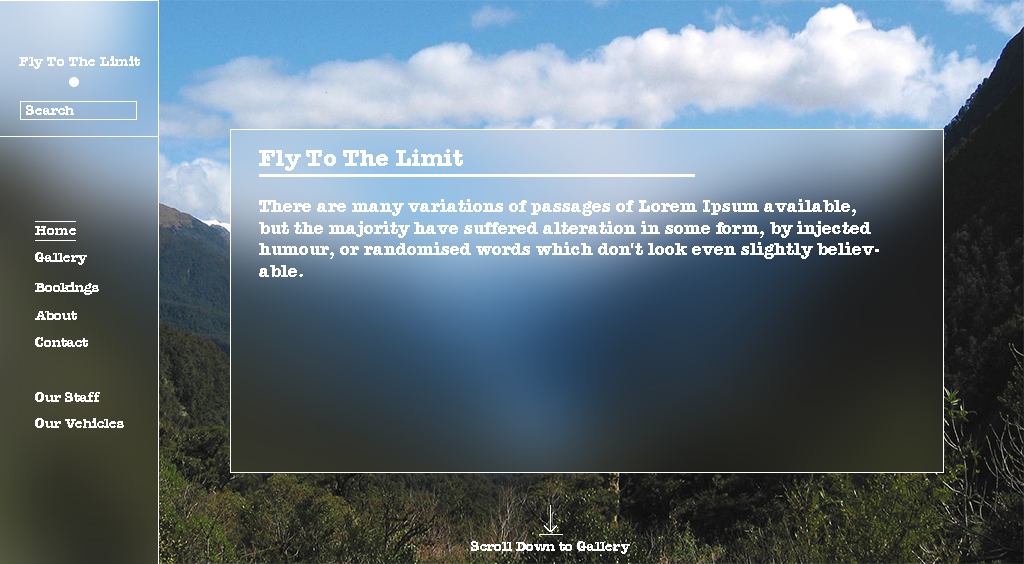 Fly To The Limit
Search
Home
Gallery
Bookings
About
Contact
Our Staff
Our Vehicles
Fly To The Limit
There are many variations of passages of Lorem Ipsum available,
but the majority have suffered alteration in some form, by injected
humour, or randomised words which don't look even slightly believ-
able.
Scroll Down to Gallery